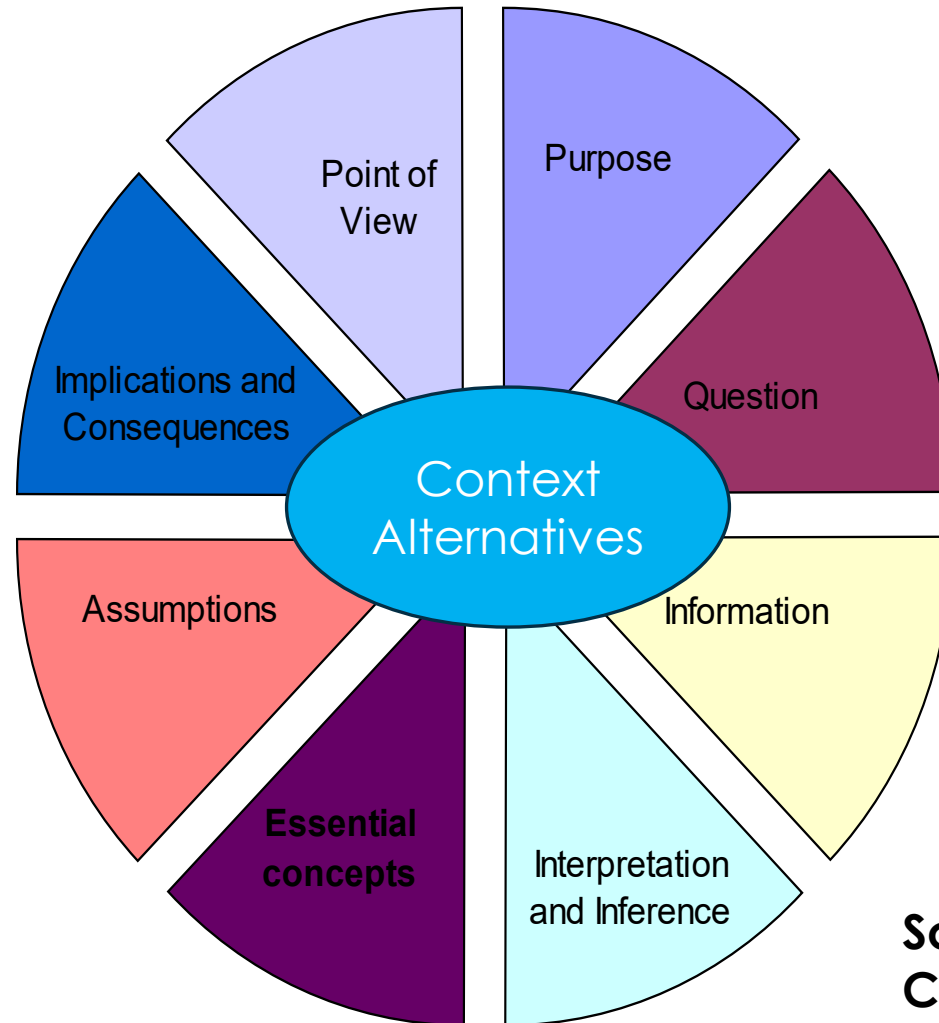 Point of
View
Purpose
Implications and
Consequences
Question
Context
Alternatives
Assumptions
Information
Essential
concepts
Interpretation
and Inference